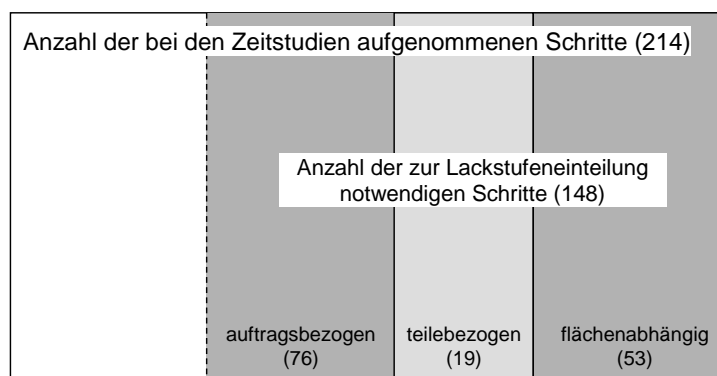 Anzahl der bei den Zeitstudien aufgenommenen Schritte (214)
Anzahl der zur Lackstufeneinteilung
notwendigen Schritte (148)
auftragsbezogen
(76)
teilebezogen
(19)
flächenabhängig
(53)